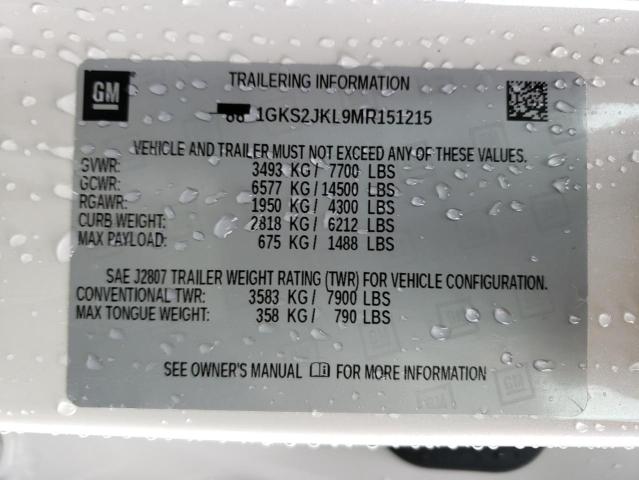 GM
TRAILERING INFORMATION
1GKS2JKL9MR151215
VEHICLE AND TRAILER MUST NOT EXCEED ANY OF THESE VALUES.
GVWR: 3493 KG/ 7700 LBS
GCWR: 6577 KG/14500 LBS
RGAWR: 1950 KG/ 4300 LBS
CURB WEIGHT: 2818 KG/ 6212 LBS
MAX PAYLOAD: 675 KG/ 1488 LBS
SAE J2807 TRAILER WEIGHT RATING (TWR) FOR VEHICLE CONFIGURATION.
CONVENTIONAL TWR: 3583 KG/ 7900 LBS
MAX TONGUE WEIGHT: 358 KG/ 790 LBS
SEE OWNER'S MANUAL FOR MORE INFORMATION